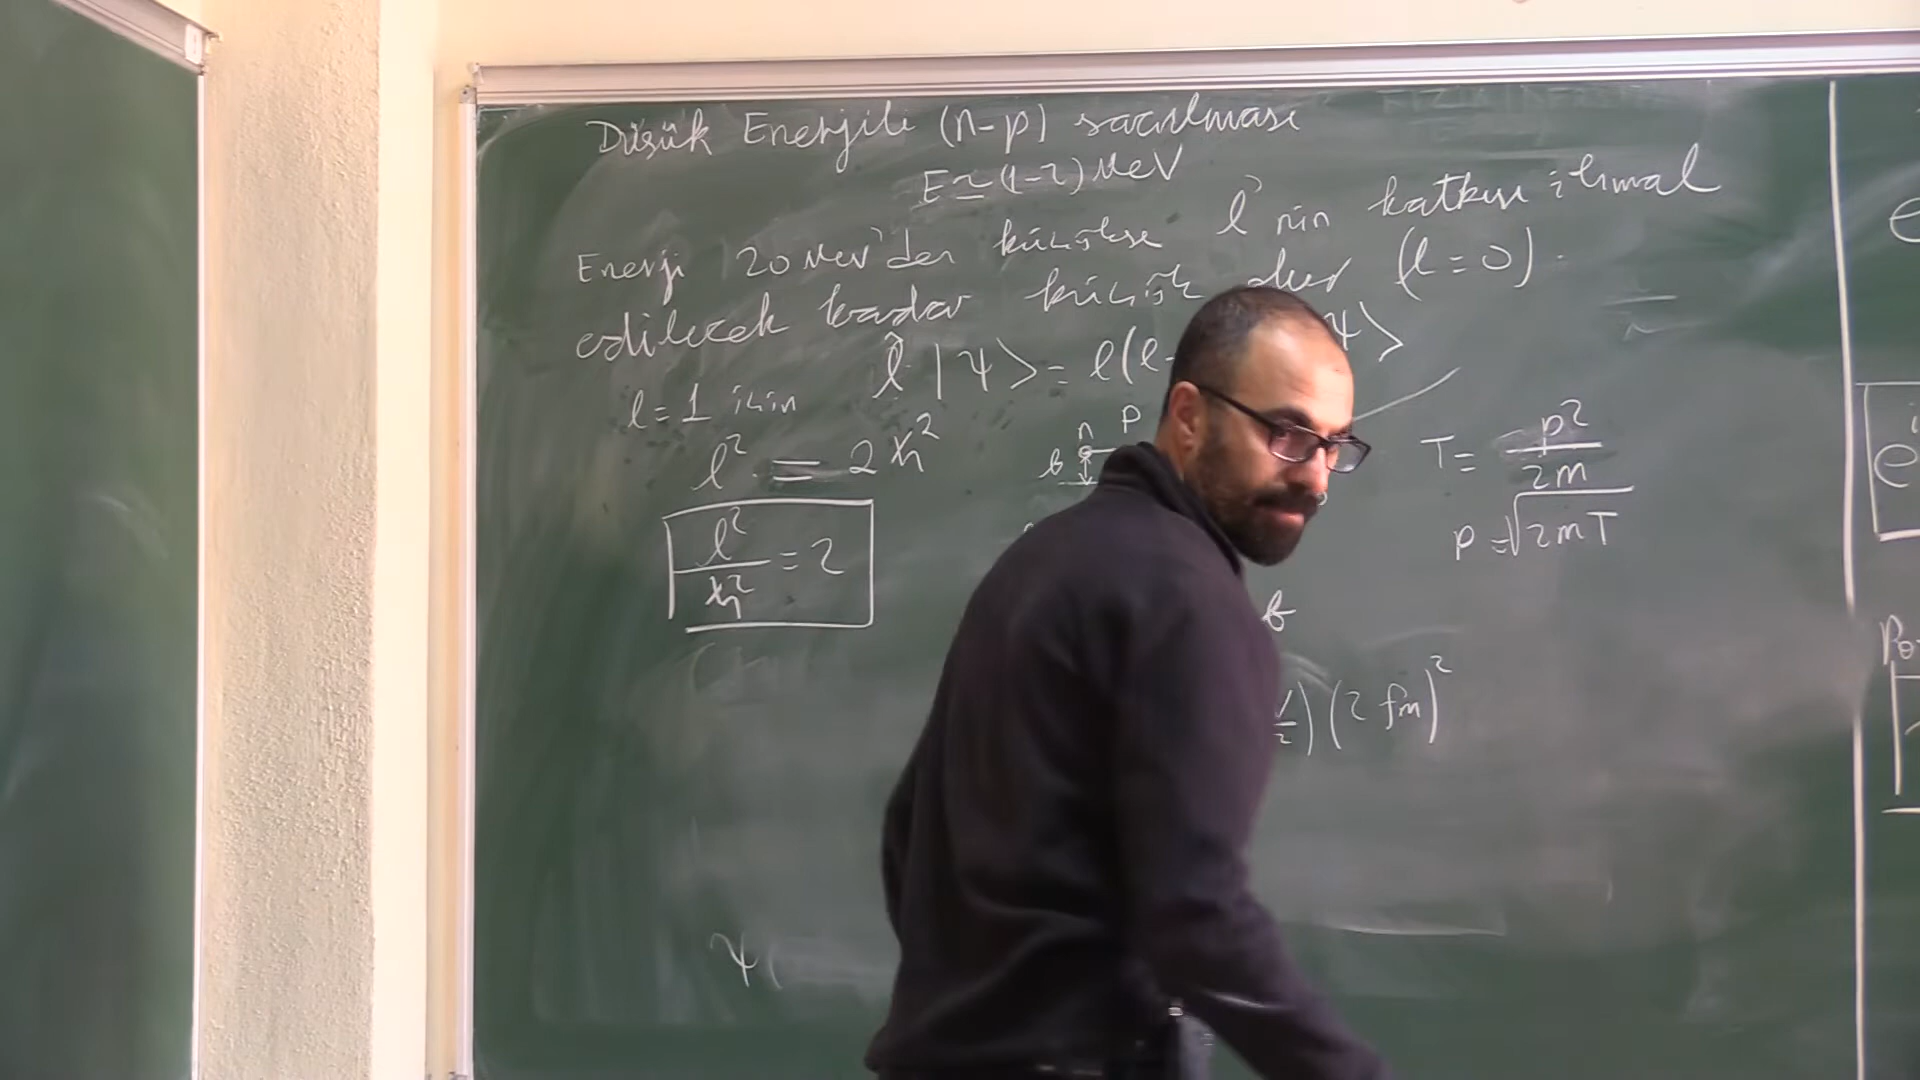 Düşük Enerjili (n-p) saçılması
E≃(1-2) MeV
Enerji 20 MeV'den küçükse l'nin katkısı ihmal
edilecek kadar küçük olur (l=0).
l̂ |ψ> = l(l- ψ>
l=1 için
l² = 2ħ²
l²/ħ² = 2
n P
b
T= p²/2m
p=√2mT
b
)(2 fm)²
ψ(
e
e